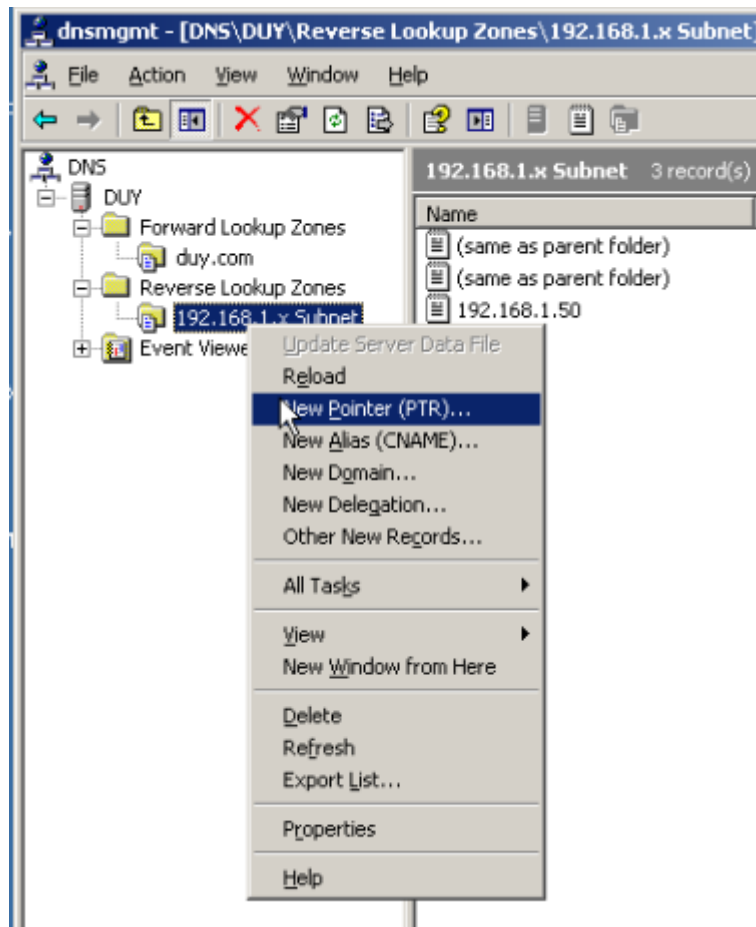 dnsmgmt - [DNS\DUY\Reverse Lookup Zones\192.168.1.x Subnet]
File Action View Window Help
DNS
DUY
Forward Lookup Zones
duy.com
Reverse Lookup Zones
192.168.1.x Subnet
Event Viewe
192.168.1.x Subnet 3 record(s)
Name
(same as parent folder)
(same as parent folder)
192.168.1.50
Update Server Data File
Reload
New Pointer (PTR)...
New Alias (CNAME)...
New Domain...
New Delegation...
Other New Records...
All Tasks
View
New Window from Here
Delete
Refresh
Export List...
Properties
Help